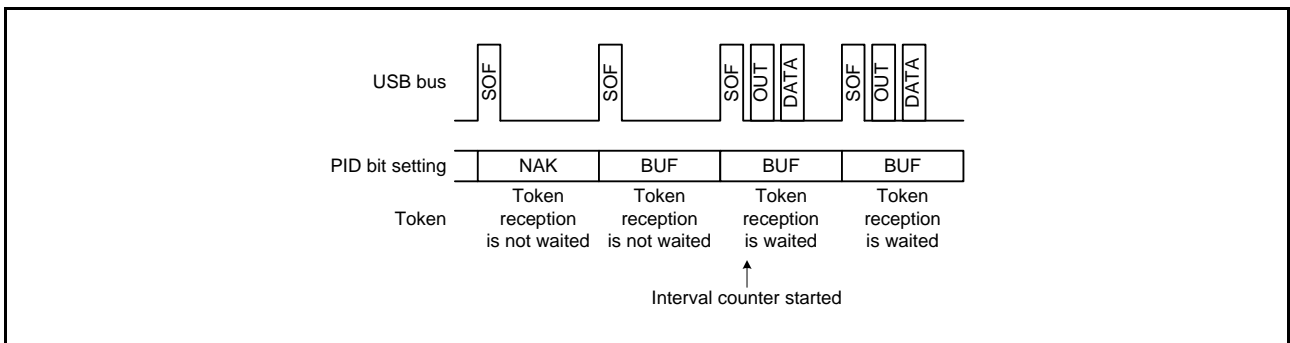 SOF SOF SOF OUT DATA SOF OUT DATA
USB bus
PID bit setting NAK BUF BUF BUF
Token Token Token Token
Token reception reception reception reception
is not waited is not waited is waited is waited
Interval counter started